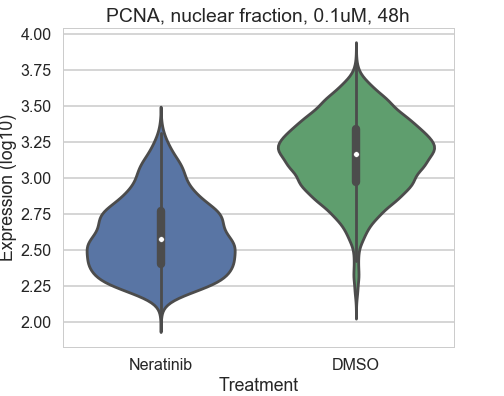 PCNA, nuclear fraction, 0.1uM, 48h
4.00
3.75
3.50
3.25
3.00
2.75
2.50
2.25
2.00
Expression (log10)
Neratinib DMSO
Treatment